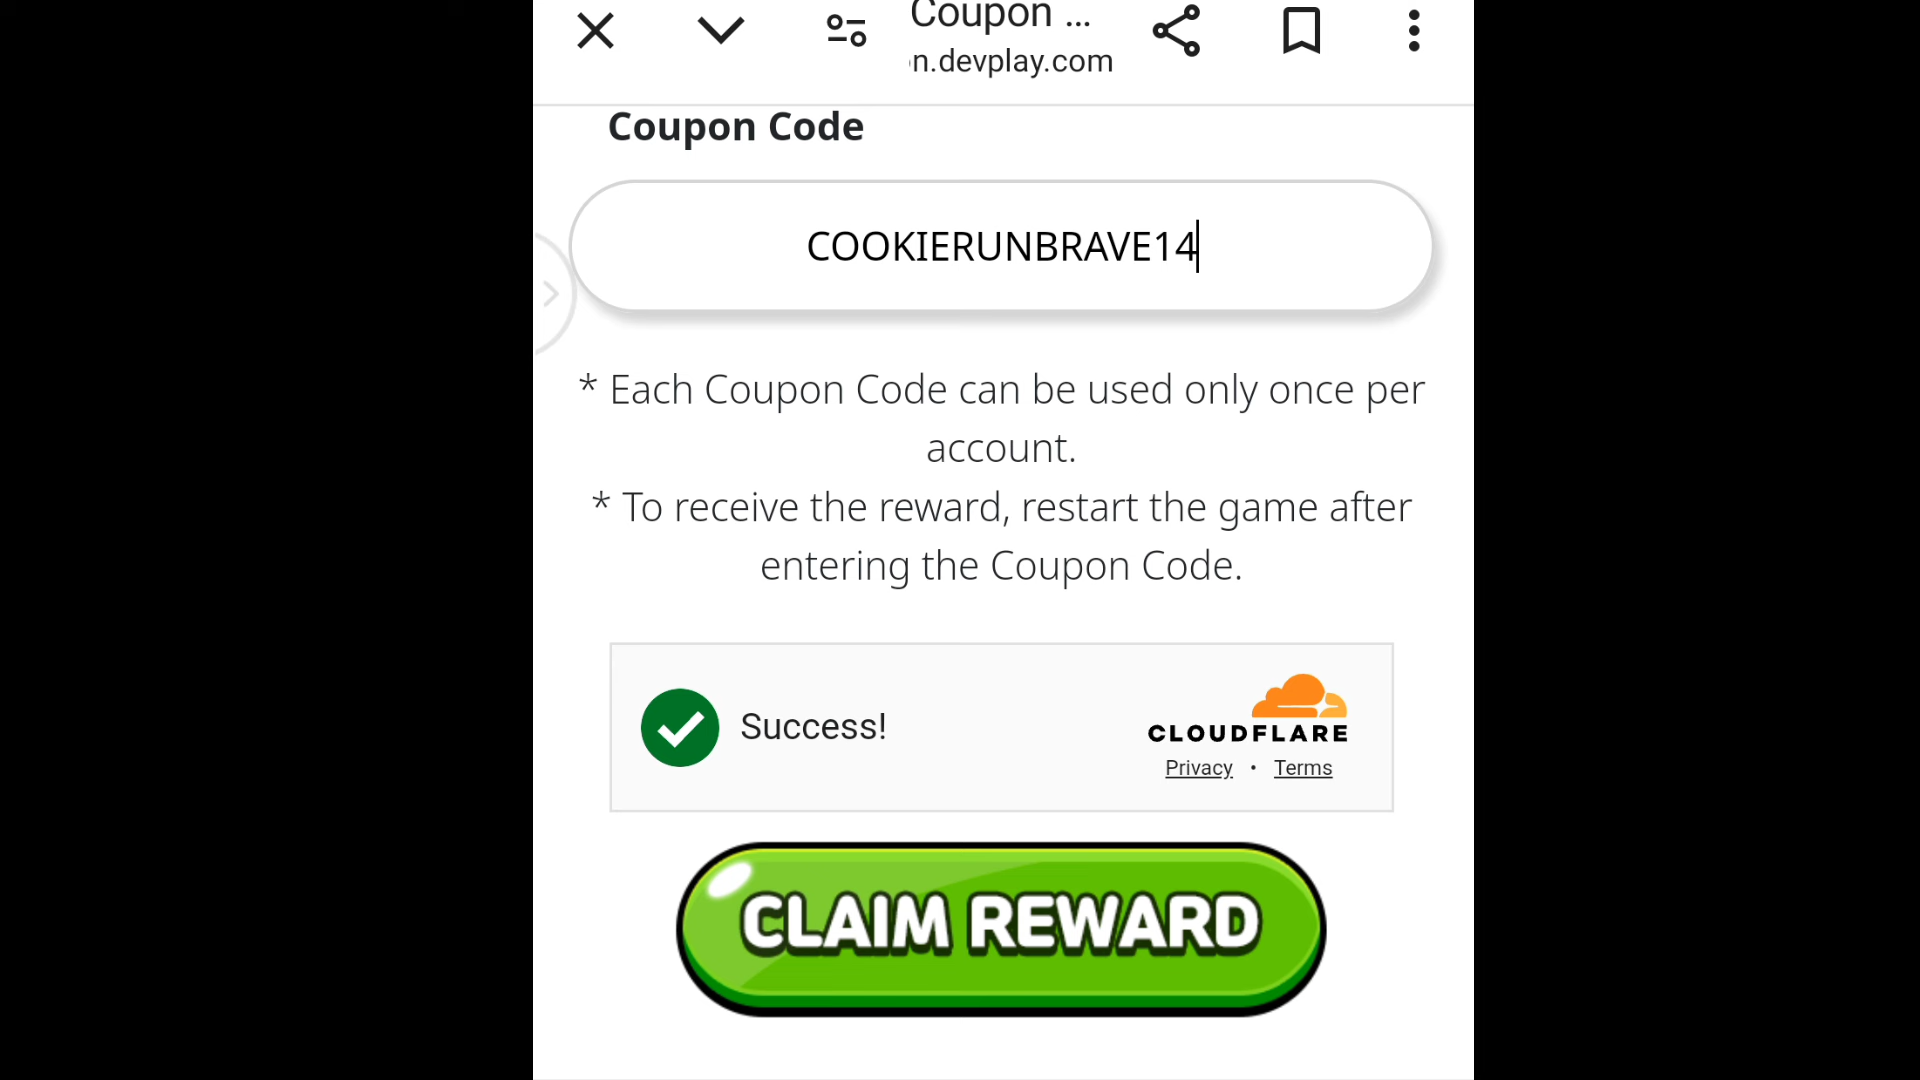 Coupon ...
n.devplay.com
Coupon Code
COOKIERUNBRAVE14
* Each Coupon Code can be used only once per
account.
* To receive the reward, restart the game after
entering the Coupon Code.
Success!
CLOUDFLARE
Privacy • Terms
CLAIM REWARD